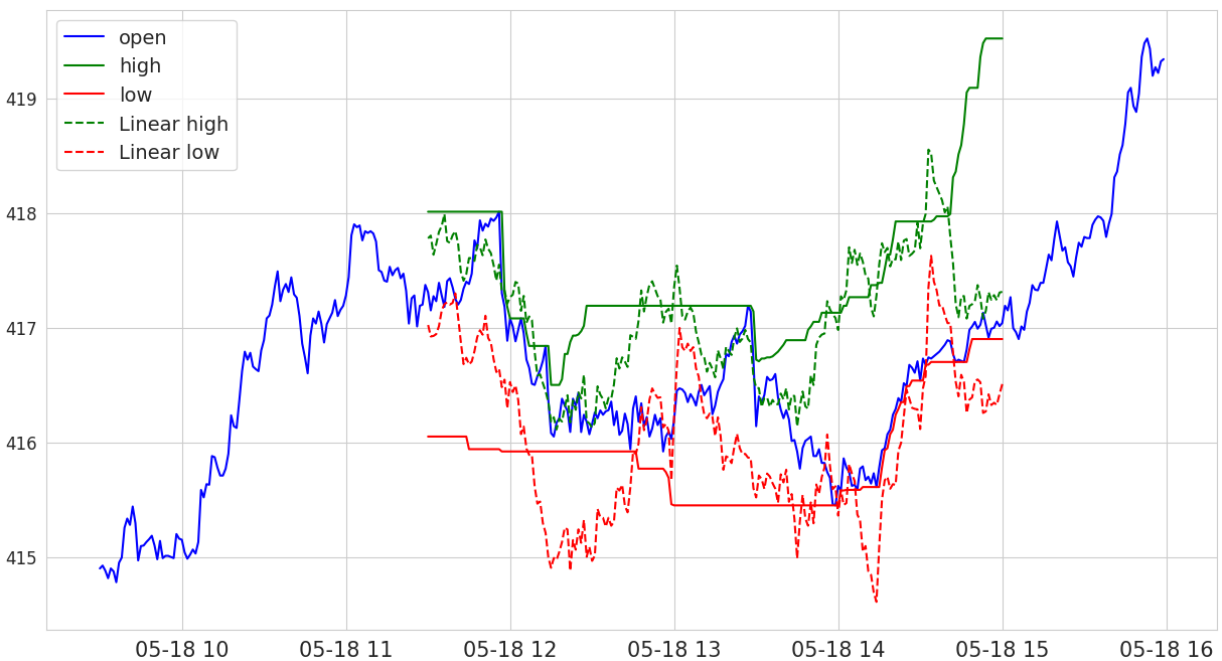 open
high
low
Linear high
Linear low
419
418
417
416
415
05-18 10
05-18 11
05-18 12
05-18 13
05-18 14
05-18 15
05-18 16